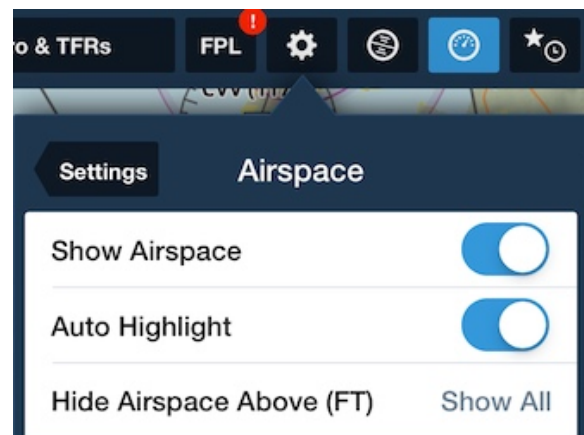 o & TFRs FPL !
Settings Airspace
Show Airspace
Auto Highlight
Hide Airspace Above (FT) Show All